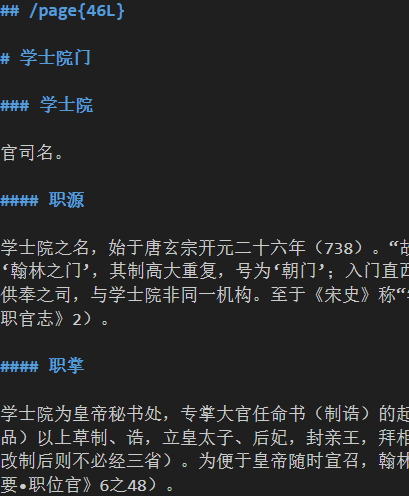 ## /page{46L}
# 学士院门
### 学士院
官司名。
#### 职源
学士院之名，始于唐玄宗开元二十六年（738）。“故
‘翰林之门’，其制高大重复，号为‘朝门’；入门直西
供奉之司，与学士院非同一机构。至于《宋史》称“
职官志》2）。
#### 职掌
学士院为皇帝秘书处，专掌大官任命书（制诰）的起
品）以上草制、诰，立皇太子、后妃，封亲王，拜相
改制后则不必经三省）。为便于皇帝随时宣召，翰林
要•职位官》6之48）。